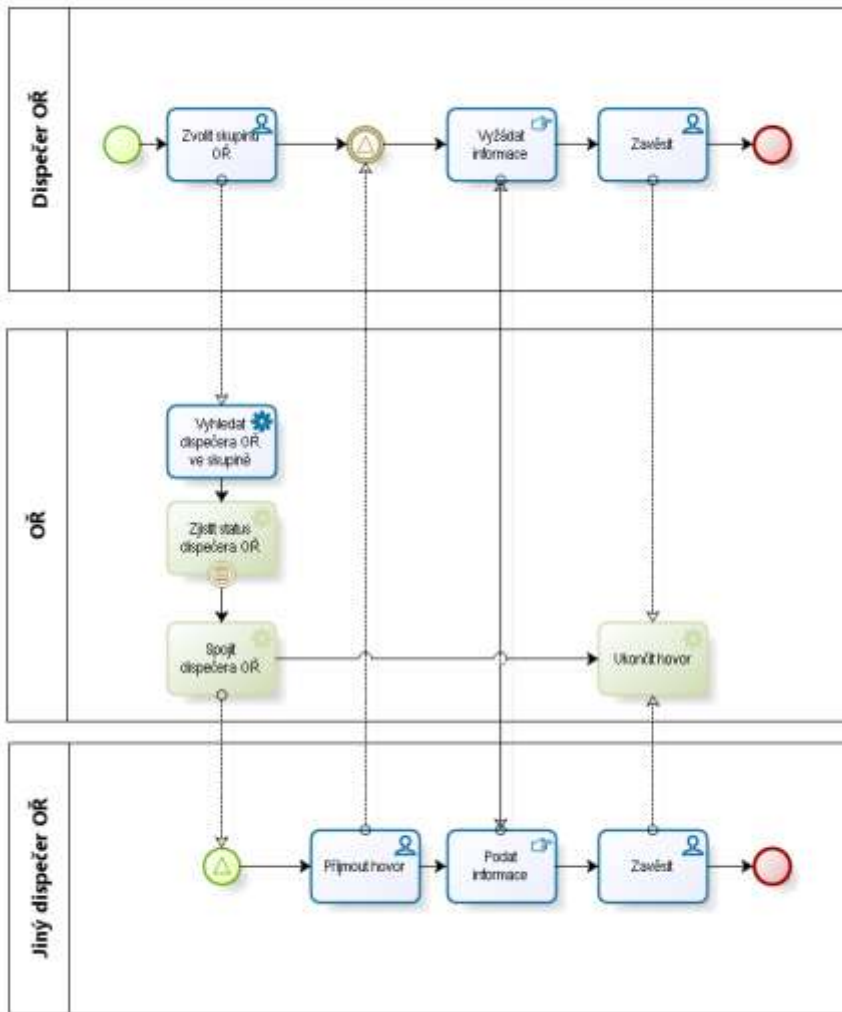 Dispečer OŘ
Zvolit skupinu
OŘ
Vyžádat
informace
Zavěsit
OŘ
Vyhledat
dispečera OŘ
ve skupině
Zjistit status
dispečera OŘ
Spojit
dispečera OŘ
Ukončit hovor
Jiný dispečer OŘ
Příjmout hovor
Podat
informace
Zavěsit